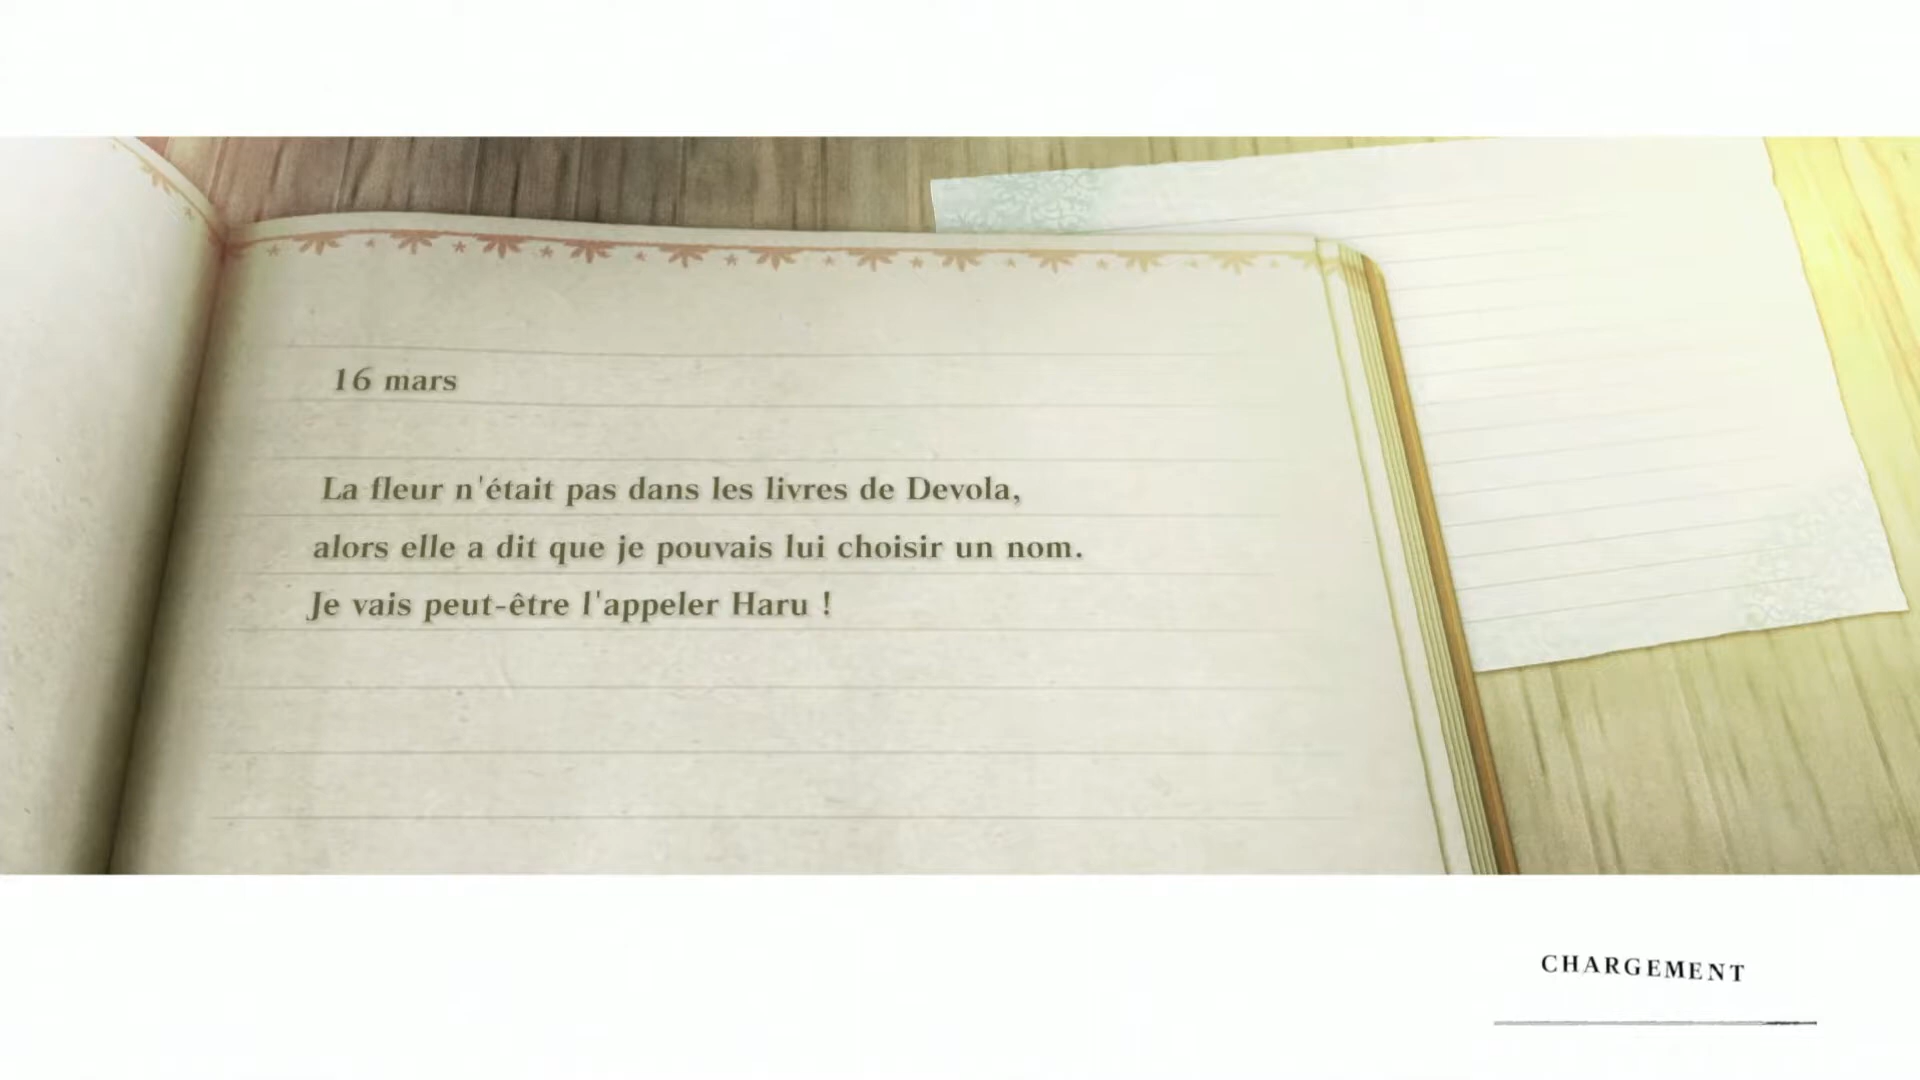 16 mars
La fleur n'était pas dans les livres de Devola,
alors elle a dit que je pouvais lui choisir un nom.
Je vais peut-être l'appeler Haru !
CHARGEMENT